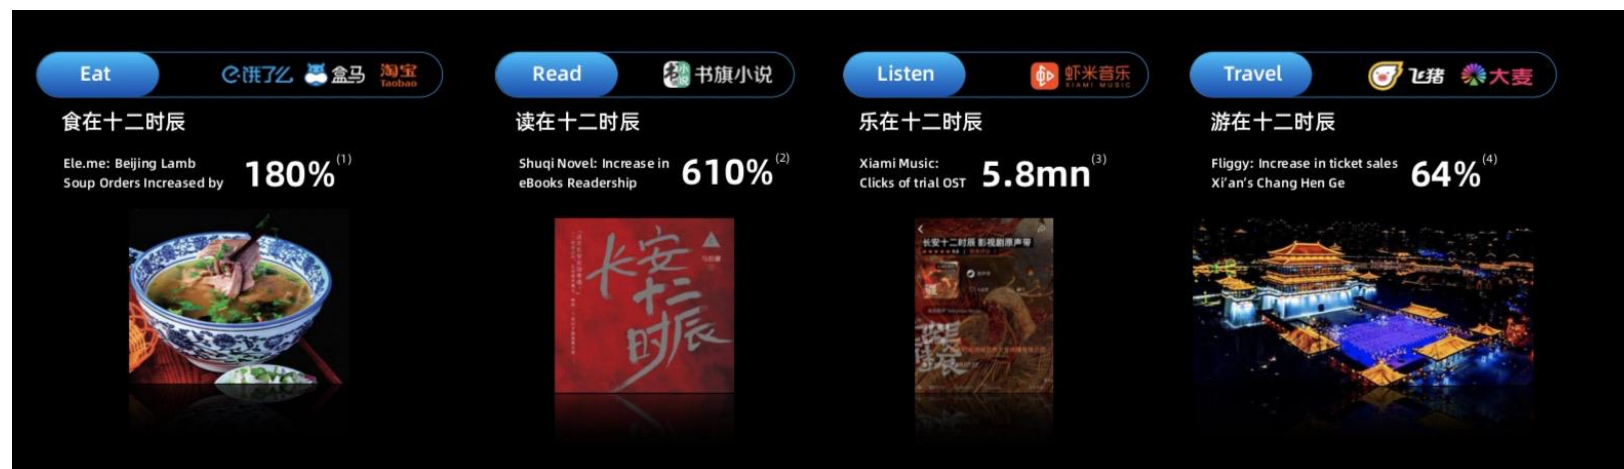 Eat
饿了么
盒马
淘宝
Taobao
食在十二时辰
Ele.me: Beijing Lamb
Soup Orders Increased by
180%(1)
Read
书旗小说
读在十二时辰
Shuqi Novel: Increase in
eBooks Readership
610%(2)
长安
十二
时辰
马伯庸
Listen
虾米音乐
XIAMI MUSIC
乐在十二时辰
Xiami Music:
Clicks of trial OST
5.8mn(3)
长安十二时辰 影视剧原声带
Travel
飞猪
大麦
游在十二时辰
Fliggy: Increase in ticket sales
Xi’an’s Chang Hen Ge
64%(4)